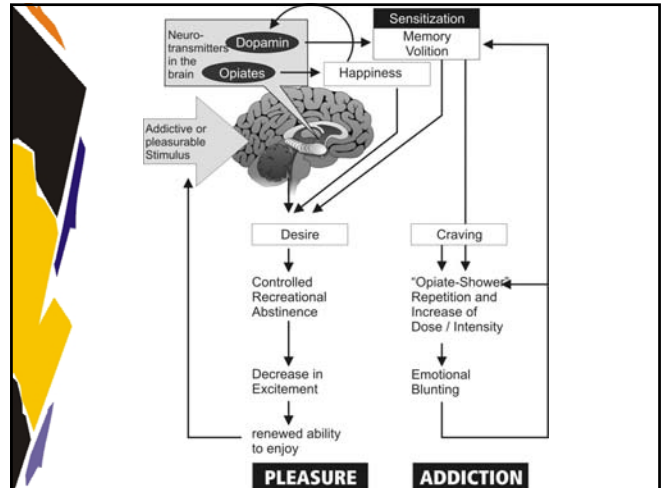 Neuro-
transmitters
in the
brain
Dopamin
Opiates
Sensitization
Memory
Volition
Happiness
Addictive or
pleasurable
Stimulus
Desire
Controlled
Recreational
Abstinence
Decrease in
Excitement
renewed ability
to enjoy
PLEASURE
Craving
"Opiate-Shower"
Repetition and
Increase of
Dose / Intensity
Emotional
Blunting
ADDICTION